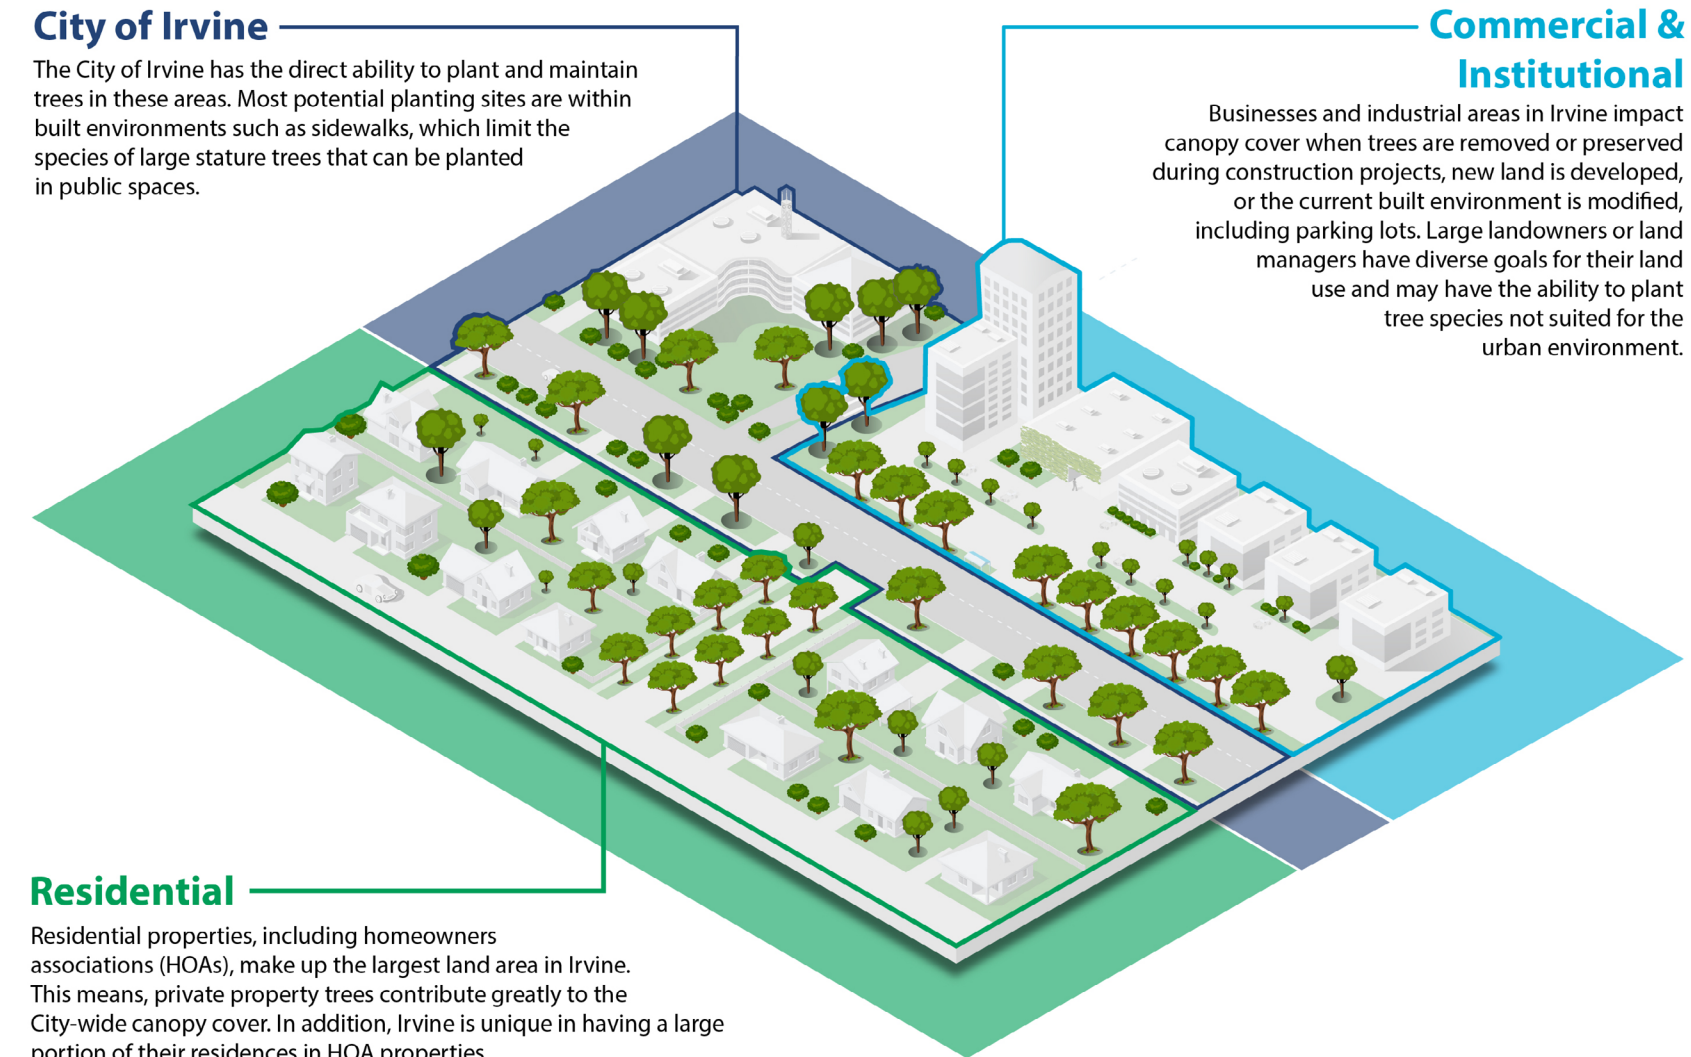 City of Irvine
The City of Irvine has the direct ability to plant and maintain
trees in these areas. Most potential planting sites are within
built environments such as sidewalks, which limit the
species of large stature trees that can be planted
in public spaces.
Commercial &
Institutional
Businesses and industrial areas in Irvine impact
canopy cover when trees are removed or preserved
during construction projects, new land is developed,
or the current built environment is modified,
including parking lots. Large landowners or land
managers have diverse goals for their land
use and may have the ability to plant
tree species not suited for the
urban environment.
Residential
Residential properties, including homeowners
associations (HOAs), make up the largest land area in Irvine.
This means, private property trees contribute greatly to the
City-wide canopy cover. In addition, Irvine is unique in having a large
portion of their residences in HOA properties.